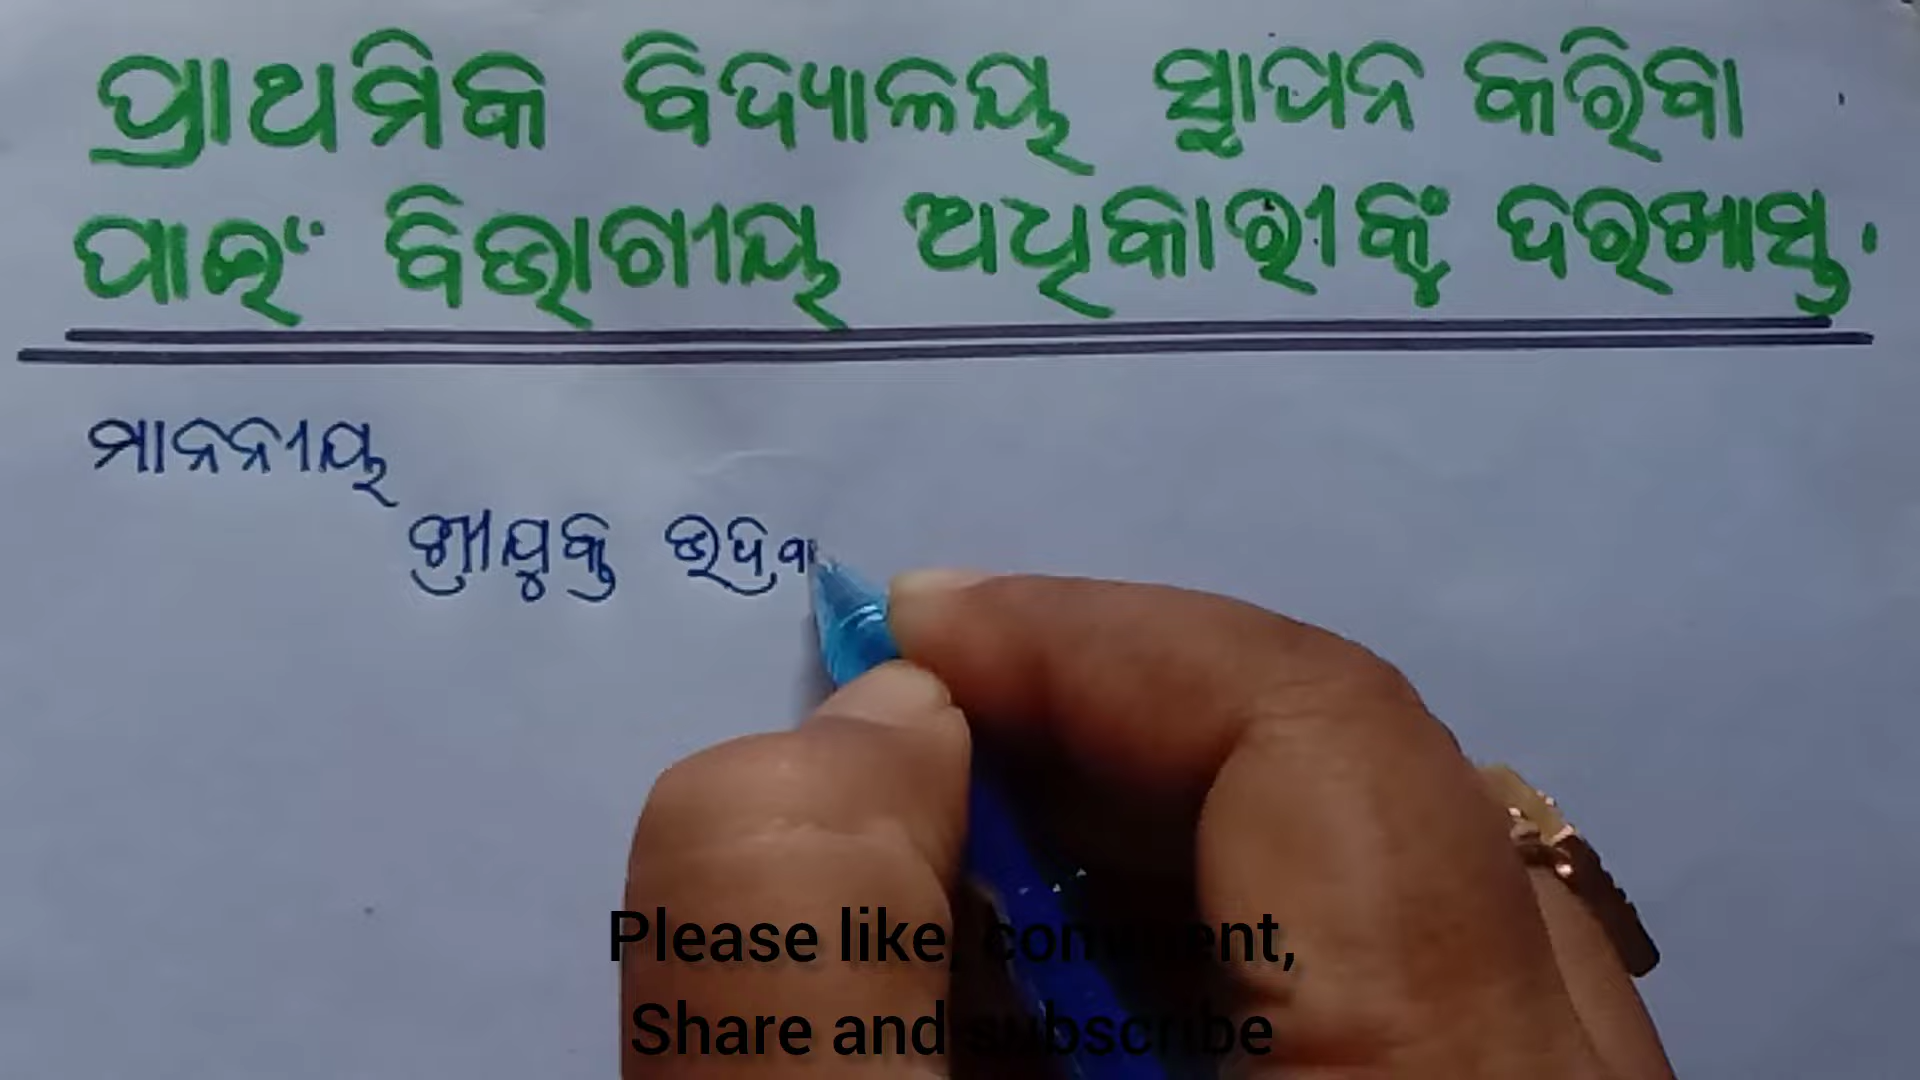 ପ୍ରାଥମିକ ବିଦ୍ୟାଳୟ ସ୍ଥାପନ କରିବା
ପାଇଂ ବିଭାଗୀୟ ଅଧିକାରୀଙ୍କୁ ଦରଖାସ୍ତ.
ମାନନୀୟ
ଶ୍ରୀଯୁକ୍ତ
Please like, comment,
Share and subscribe